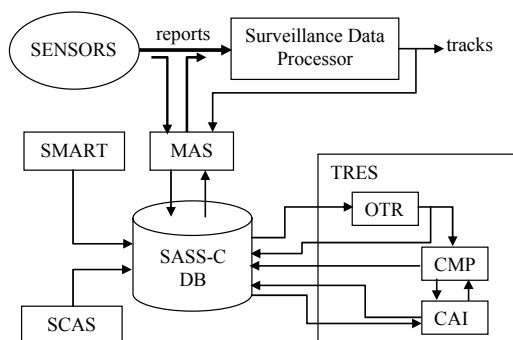 SENSORS
reports
Surveillance Data
Processor
tracks
SMART
MAS
TRES
OTR
SASS-C
DB
CMP
SCAS
CAI